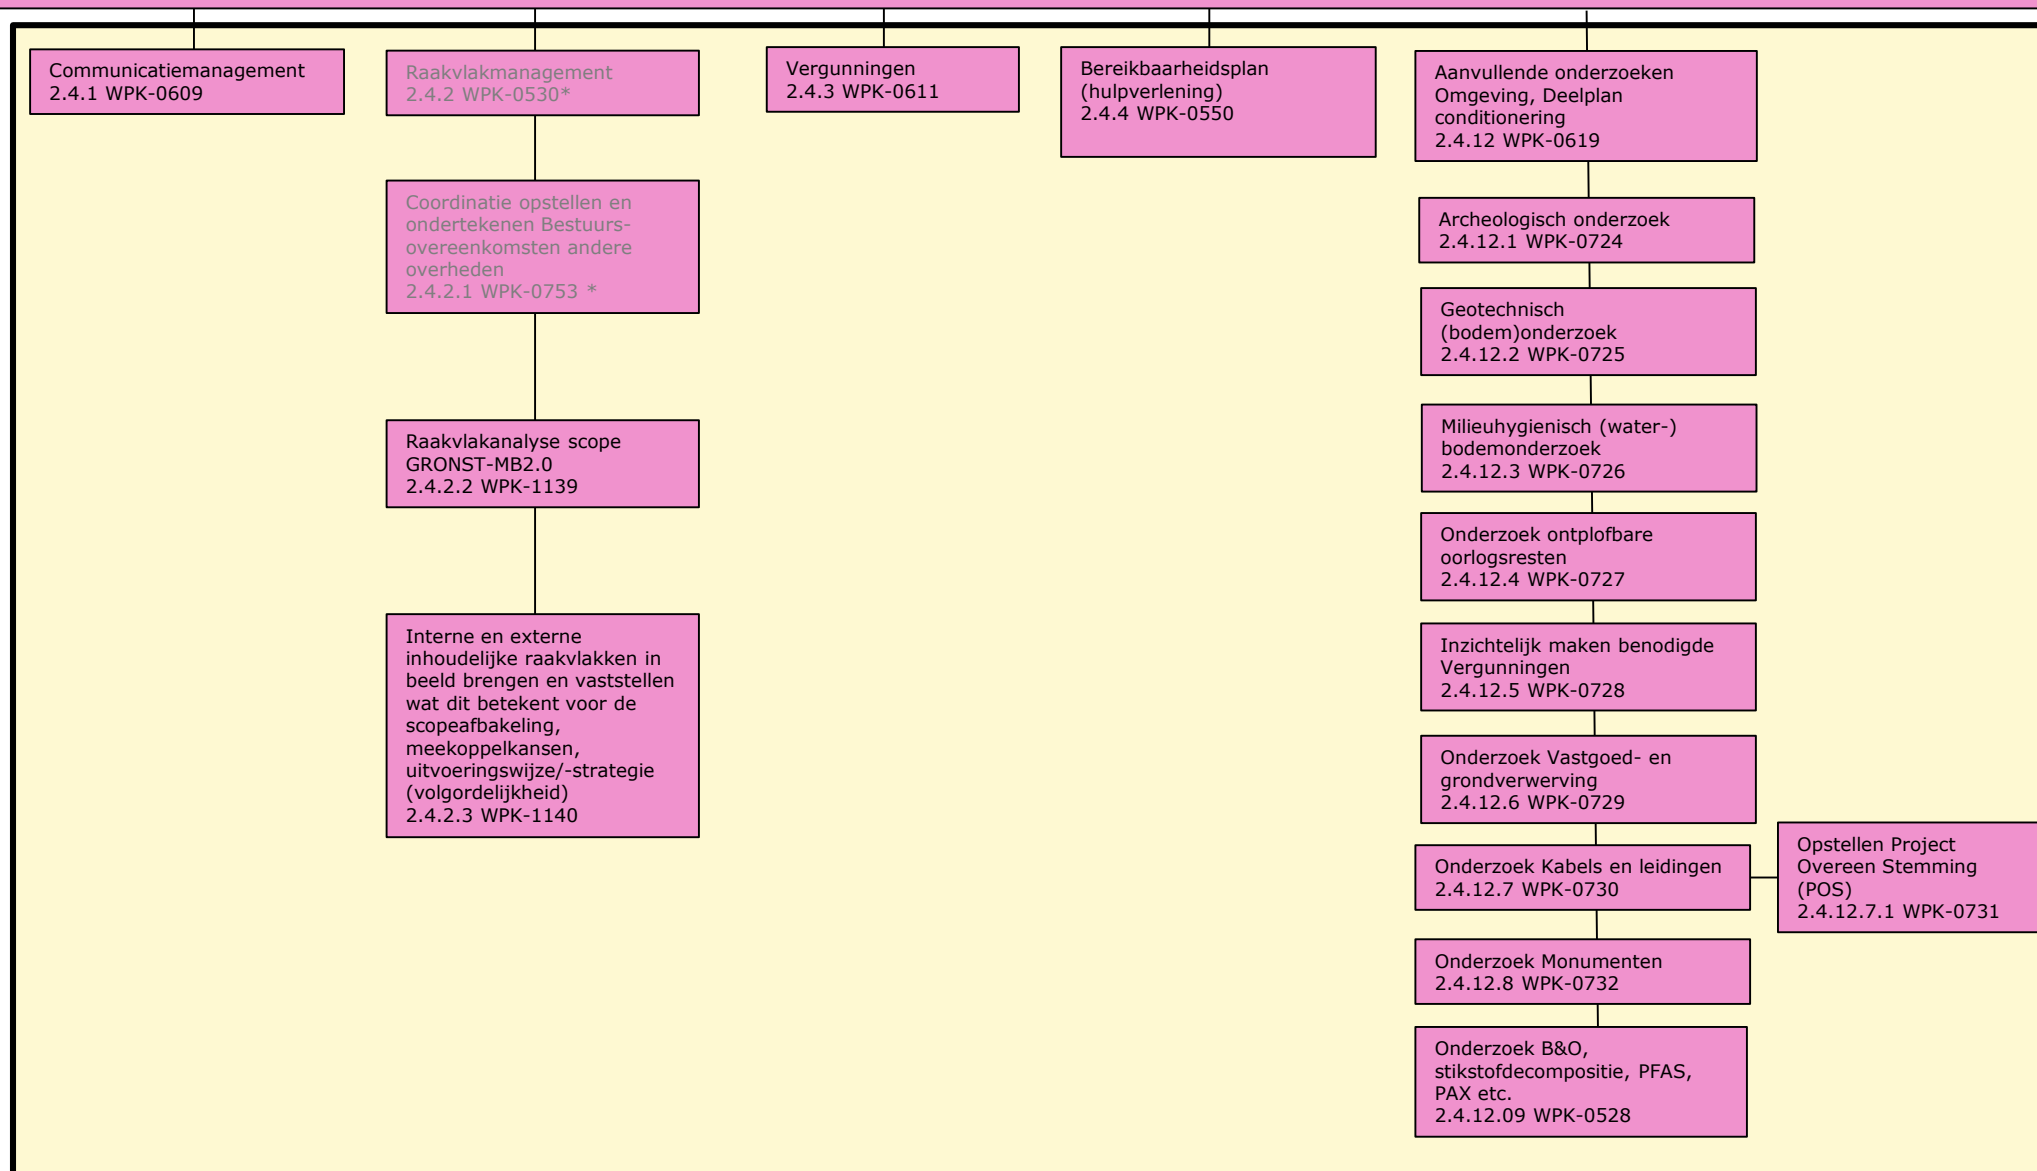 Communicatiemanagement
2.4.1 WPK-0609
Raakvlakmanagement
2.4.2 WPK-0530*
Coordinatie opstellen en
ondertekenen Bestuurs-
overeenkomsten andere
overheden
2.4.2.1 WPK-0753 *
Raakvlakanalyse scope
GRONST-MB2.0
2.4.2.2 WPK-1139
Interne en externe
inhoudelijke raakvlakken in
beeld brengen en vaststellen
wat dit betekent voor de
scopeafbakeling,
meekoppelkansen,
uitvoeringswijze/-strategie
(volgordelijkheid)
2.4.2.3 WPK-1140
Vergunningen
2.4.3 WPK-0611
Bereikbaarheidsplan
(hulpverlening)
2.4.4 WPK-0550
Aanvullende onderzoeken
Omgeving, Deelplan
conditionering
2.4.12 WPK-0619
Archeologisch onderzoek
2.4.12.1 WPK-0724
Geotechnisch
(bodem)onderzoek
2.4.12.2 WPK-0725
Milieuhygienisch (water-)
bodemonderzoek
2.4.12.3 WPK-0726
Onderzoek ontplofbare
oorlogsresten
2.4.12.4 WPK-0727
Inzichtelijk maken benodigde
Vergunningen
2.4.12.5 WPK-0728
Onderzoek Vastgoed- en
grondverwerving
2.4.12.6 WPK-0729
Onderzoek Kabels en leidingen
2.4.12.7 WPK-0730
Opstellen Project
Overeen Stemming
(POS)
2.4.12.7.1 WPK-0731
Onderzoek Monumenten
2.4.12.8 WPK-0732
Onderzoek B&O,
stikstofdecompositie, PFAS,
PAX etc.
2.4.12.09 WPK-0528